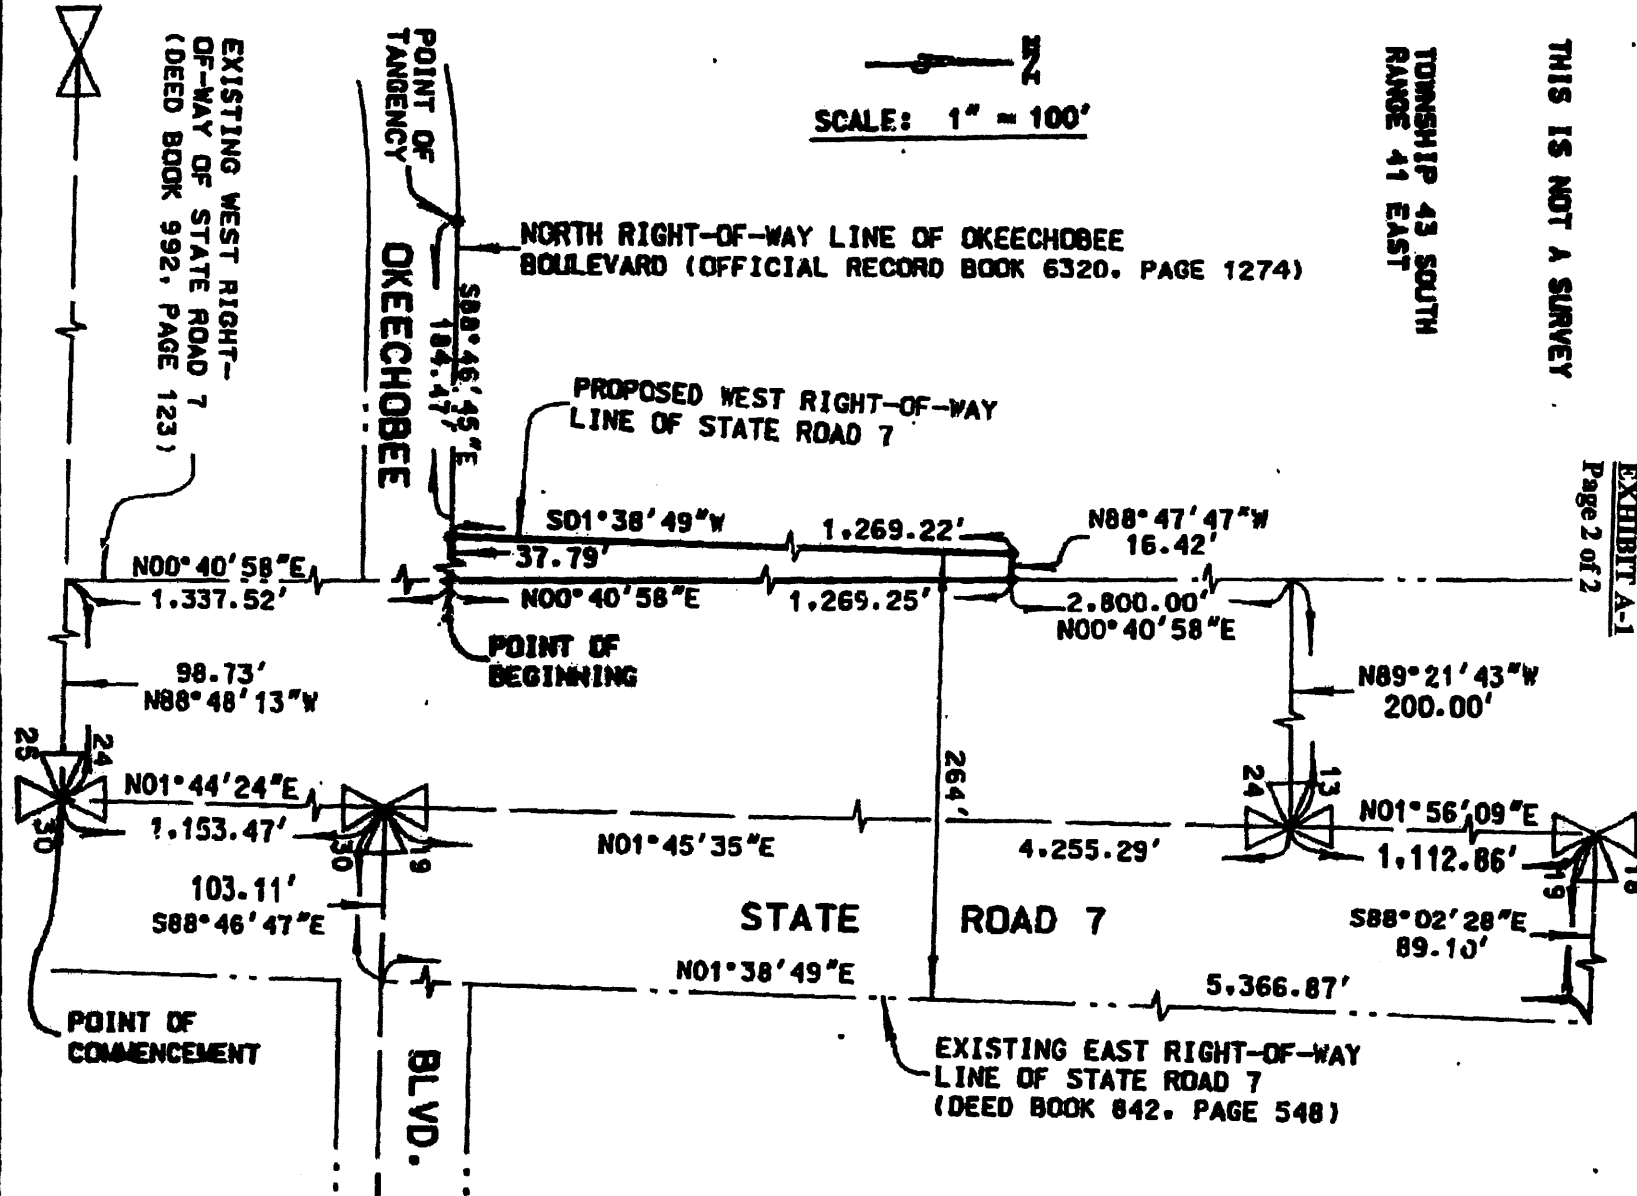 EXISTING WEST RIGHT-
OF-WAY OF STATE ROAD 7
(DEED BOOK 992, PAGE 123)
POINT OF
TANGENCY
SCALE: 1" = 100'
TOWNSHIP 43 SOUTH
RANGE 41 EAST
THIS IS NOT A SURVEY
EXHIBIT A-1
Page 2 of 2
NORTH RIGHT-OF-WAY LINE OF OKEECHOBEE
BOULEVARD (OFFICIAL RECORD BOOK 6320. PAGE 1274)
OKEECHOBEE
S88°46'45"E
184.47'
PROPOSED WEST RIGHT-OF-WAY
LINE OF STATE ROAD 7
S01°38'49"W
1.269.22'
N88°47'47"W
16.42'
37.79'
N00°40'58"E
1.337.52'
N00°40'58"E
1.269.25'
2.800.00'
N00°40'58"E
POINT OF
BEGINNING
98.73'
N88°48'13"W
N89°21'43"W
200.00'
264'
25
24
30
N01°44'24"E
1.153.47'
30
19
N01°45'35"E
4.255.29'
24
13
N01°56'09"E
1.112.86'
19
18
103.11'
S88°46'47"E
STATE ROAD 7
S88°02'28"E
89.10'
N01°38'49"E
5.366.87'
POINT OF
COMMENCEMENT
BLVD.
EXISTING EAST RIGHT-OF-WAY
LINE OF STATE ROAD 7
(DEED BOOK 842. PAGE 548)